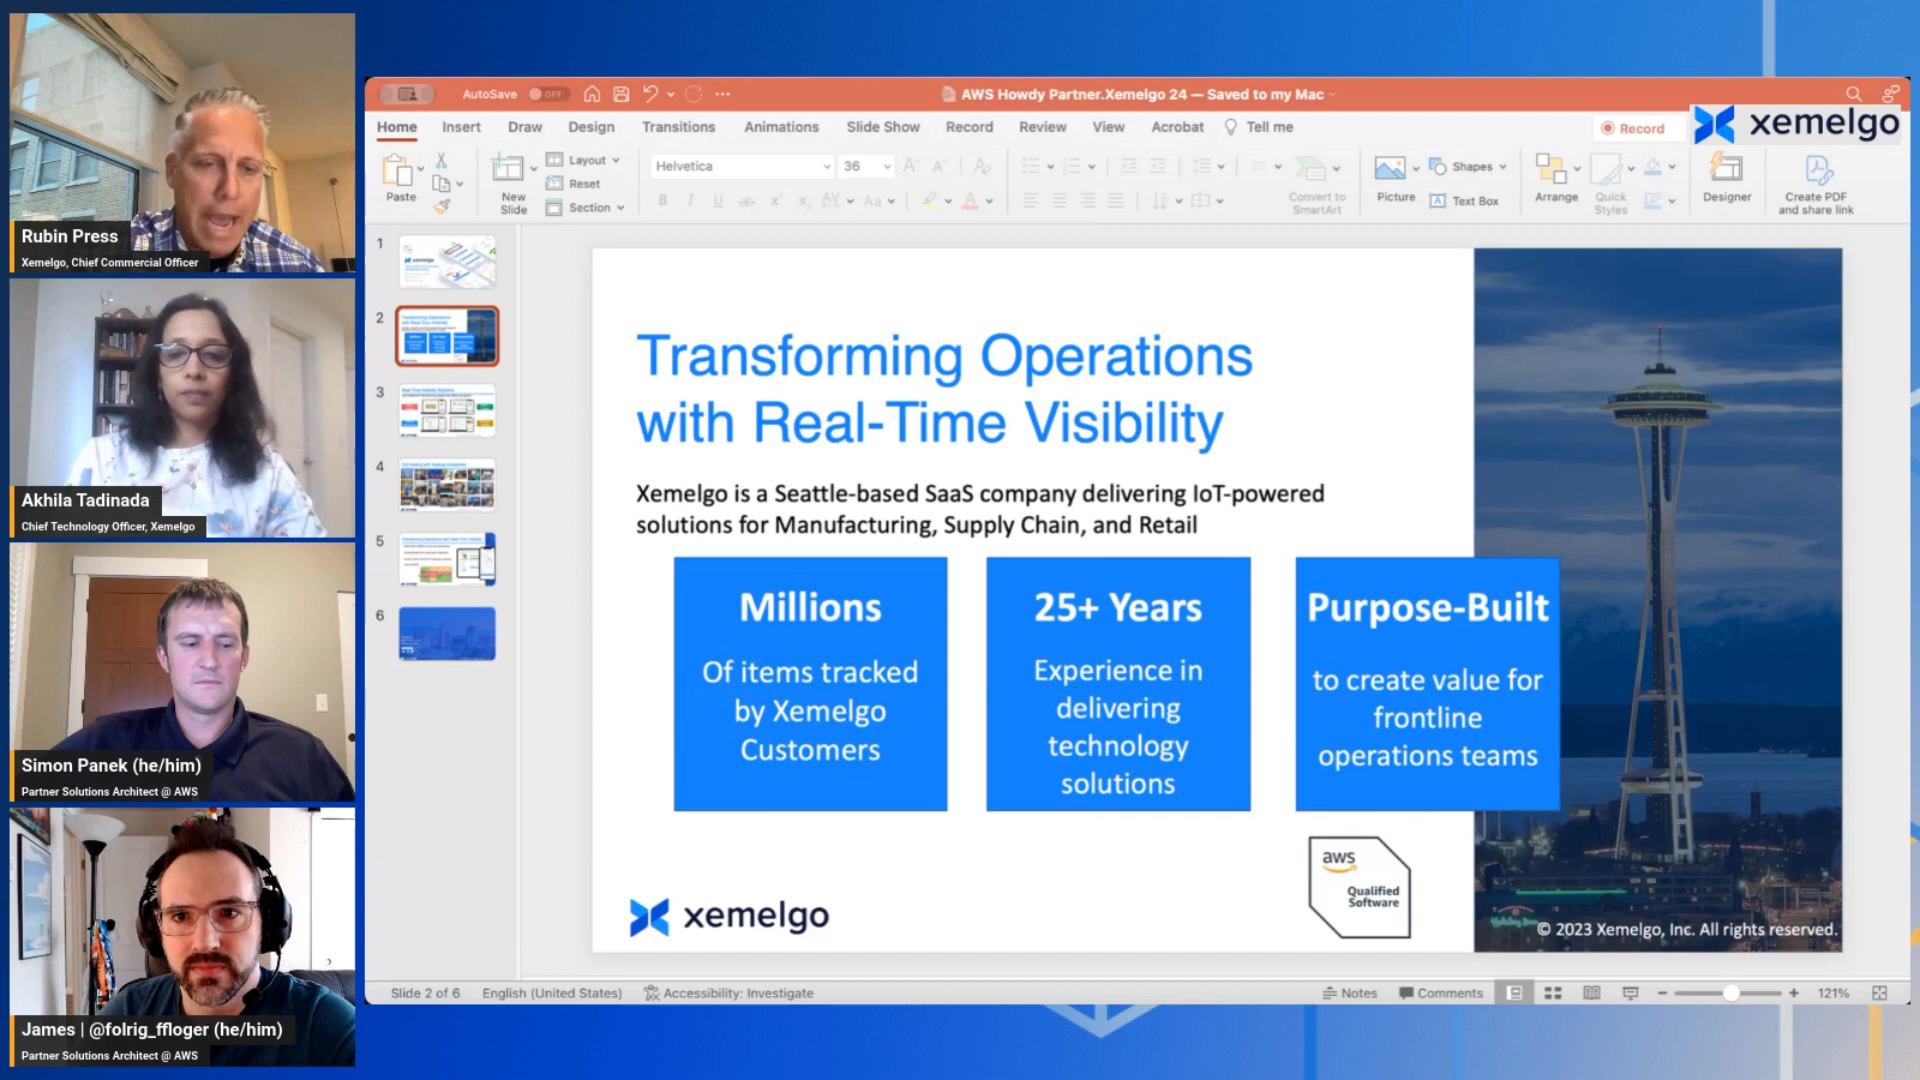 Rubin Press
Xemelgo, Chief Commercial Officer
Akhila Tadinada
Chief Technology Officer, Xemelgo
Simon Panek (he/him)
Partner Solutions Architect @ AWS
James | @folrig_ffloger (he/him)
Partner Solutions Architect @ AWS
AutoSave OFF
AWS Howdy Partner.Xemelgo 24 — Saved to my Mac
Home Insert Draw Design Transitions Animations Slide Show Record Review View Acrobat Tell me
Record
xemelgo
Paste
New
Slide
Layout
Reset
Section
Helvetica 36
Convert to
SmartArt
Picture
Shapes
Text Box
Arrange
Quick
Styles
Designer
Create PDF
and share link
1
2
3
4
5
6
Transforming Operations
with Real-Time Visibility
Xemelgo is a Seattle-based SaaS company delivering IoT-powered
solutions for Manufacturing, Supply Chain, and Retail
Millions
Of items tracked
by Xemelgo
Customers
25+ Years
Experience in
delivering
technology
solutions
Purpose-Built
to create value for
frontline
operations teams
xemelgo
aws
Qualified
Software
© 2023 Xemelgo, Inc. All rights reserved.
Slide 2 of 6 English (United States) Accessibility: Investigate
Notes Comments 121%